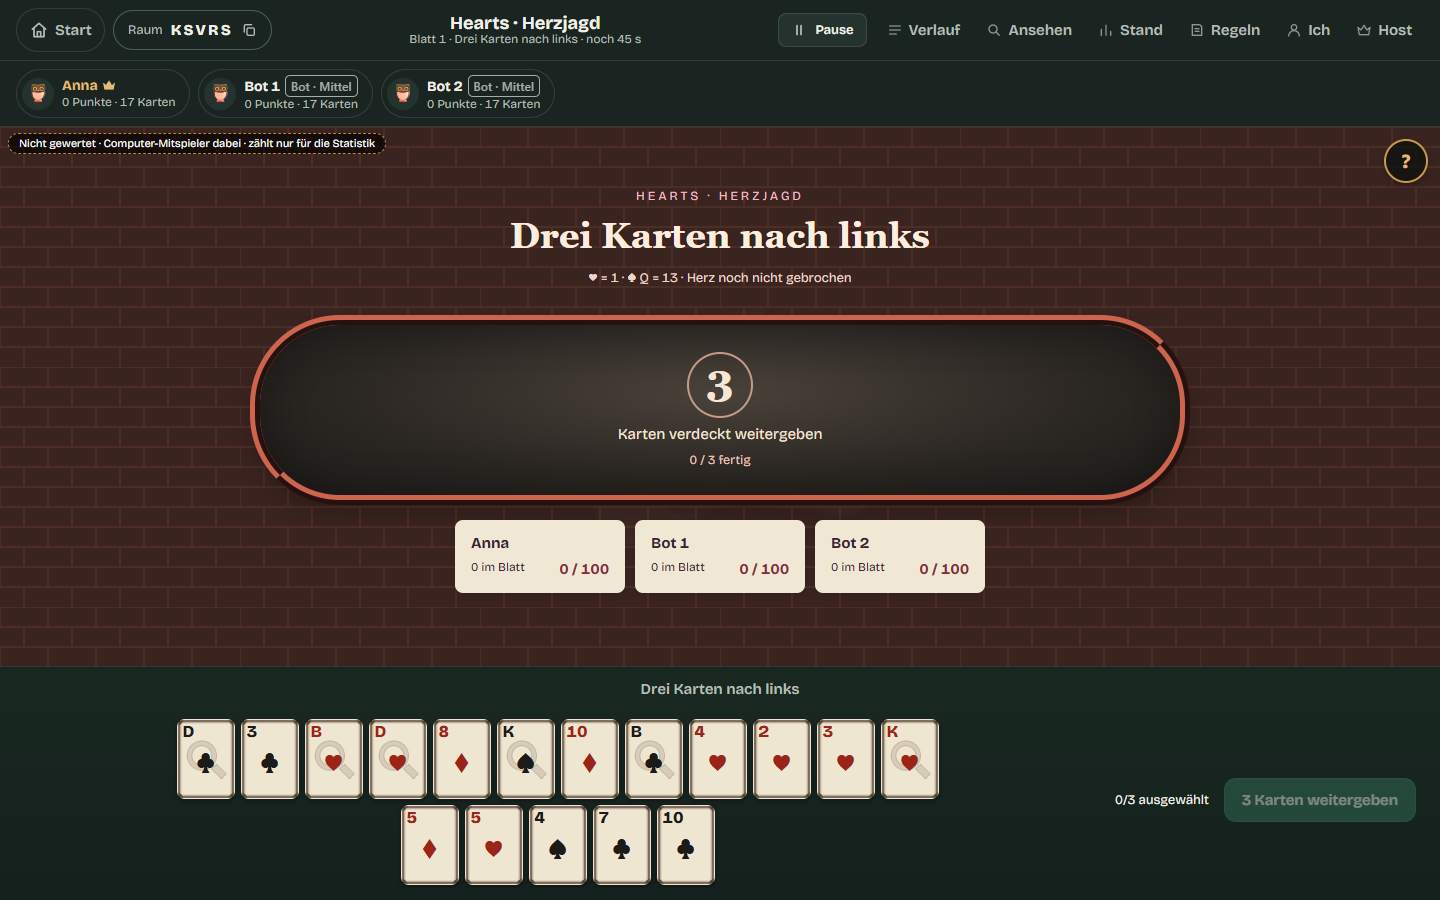 Start
Raum KSVRS
Hearts · Herzjagd
Blatt 1 · Drei Karten nach links · noch 45 s
Pause
Verlauf
Ansehen
Stand
Regeln
Ich
Host
Anna
0 Punkte · 17 Karten
Bot 1 Bot · Mittel
0 Punkte · 17 Karten
Bot 2 Bot · Mittel
0 Punkte · 17 Karten
Nicht gewertet · Computer-Mitspieler dabei · zählt nur für die Statistik
?
HEARTS · HERZJAGD
Drei Karten nach links
♥ = 1 · ♠ Q = 13 · Herz noch nicht gebrochen
3
Karten verdeckt weitergeben
0 / 3 fertig
Anna
0 im Blatt 0 / 100
Bot 1
0 im Blatt 0 / 100
Bot 2
0 im Blatt 0 / 100
Drei Karten nach links
D 3 B D 8 K 10 B 4 2 3 K
5 5 4 7 10
0/3 ausgewählt
3 Karten weitergeben